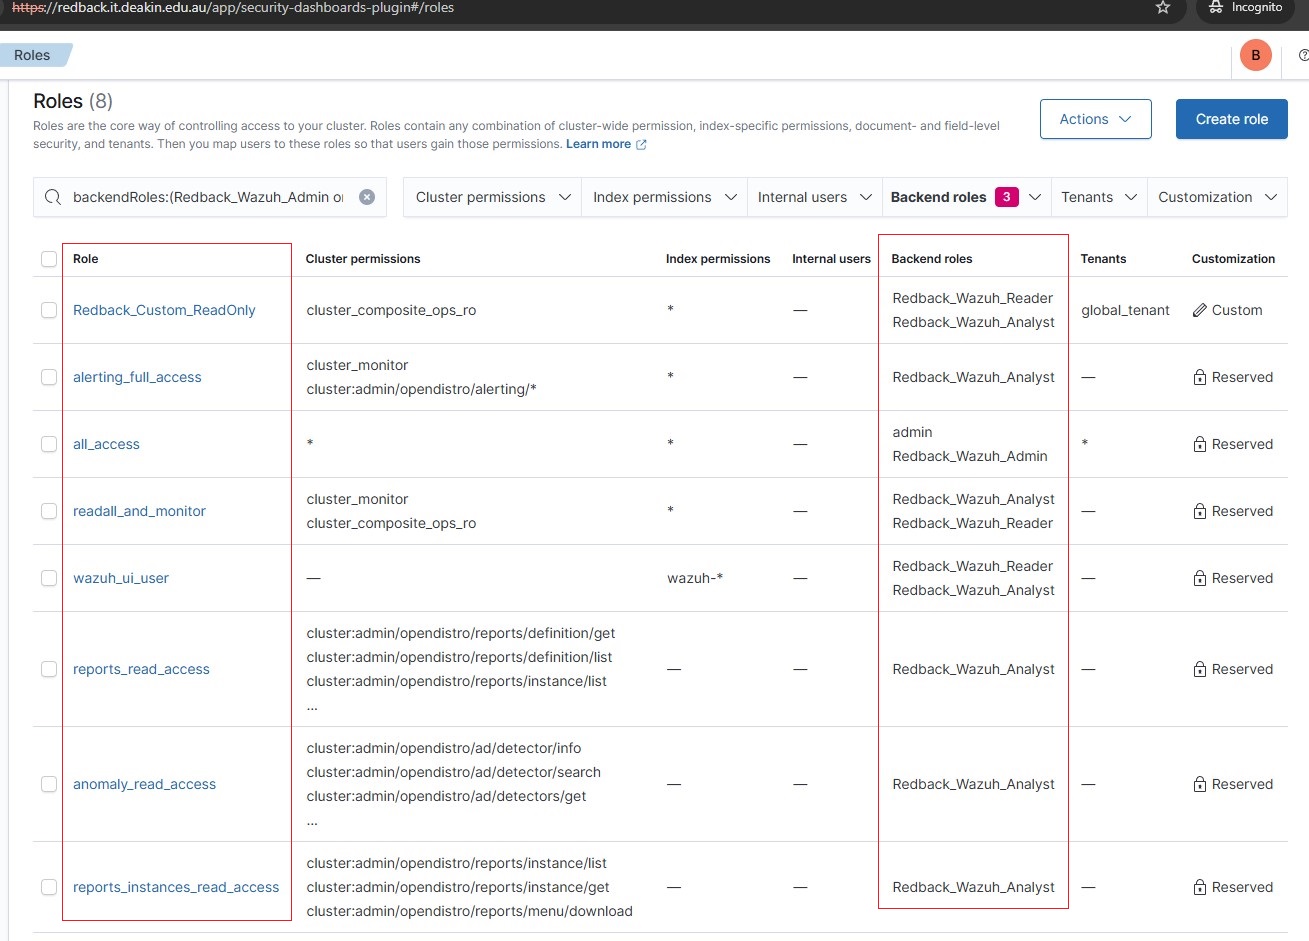 https://redback.it.deakin.edu.au/app/security-dashboards-plugin#/roles
Incognito
Roles
B
Roles (8)
Roles are the core way of controlling access to your cluster. Roles contain any combination of cluster-wide permission, index-specific permissions, document- and field-level
security, and tenants. Then you map users to these roles so that users gain those permissions. Learn more
Actions
Create role
backendRoles:(Redback_Wazuh_Admin or
Cluster permissions
Index permissions
Internal users
Backend roles 3
Tenants
Customization
Role Cluster permissions Index permissions Internal users Backend roles Tenants Customization
Redback_Custom_ReadOnly
cluster_composite_ops_ro
*
—
Redback_Wazuh_Reader
Redback_Wazuh_Analyst
global_tenant
Custom
alerting_full_access
cluster_monitor
cluster:admin/opendistro/alerting/*
*
—
Redback_Wazuh_Analyst
—
Reserved
all_access
*
*
—
admin
Redback_Wazuh_Admin
*
Reserved
readall_and_monitor
cluster_monitor
cluster_composite_ops_ro
*
—
Redback_Wazuh_Analyst
Redback_Wazuh_Reader
—
Reserved
wazuh_ui_user
—
wazuh-*
—
Redback_Wazuh_Reader
Redback_Wazuh_Analyst
—
Reserved
reports_read_access
cluster:admin/opendistro/reports/definition/get
cluster:admin/opendistro/reports/definition/list
cluster:admin/opendistro/reports/instance/list
...
—
—
Redback_Wazuh_Analyst
—
Reserved
anomaly_read_access
cluster:admin/opendistro/ad/detector/info
cluster:admin/opendistro/ad/detector/search
cluster:admin/opendistro/ad/detectors/get
...
—
—
Redback_Wazuh_Analyst
—
Reserved
reports_instances_read_access
cluster:admin/opendistro/reports/instance/list
cluster:admin/opendistro/reports/instance/get
cluster:admin/opendistro/reports/menu/download
—
—
Redback_Wazuh_Analyst
—
Reserved